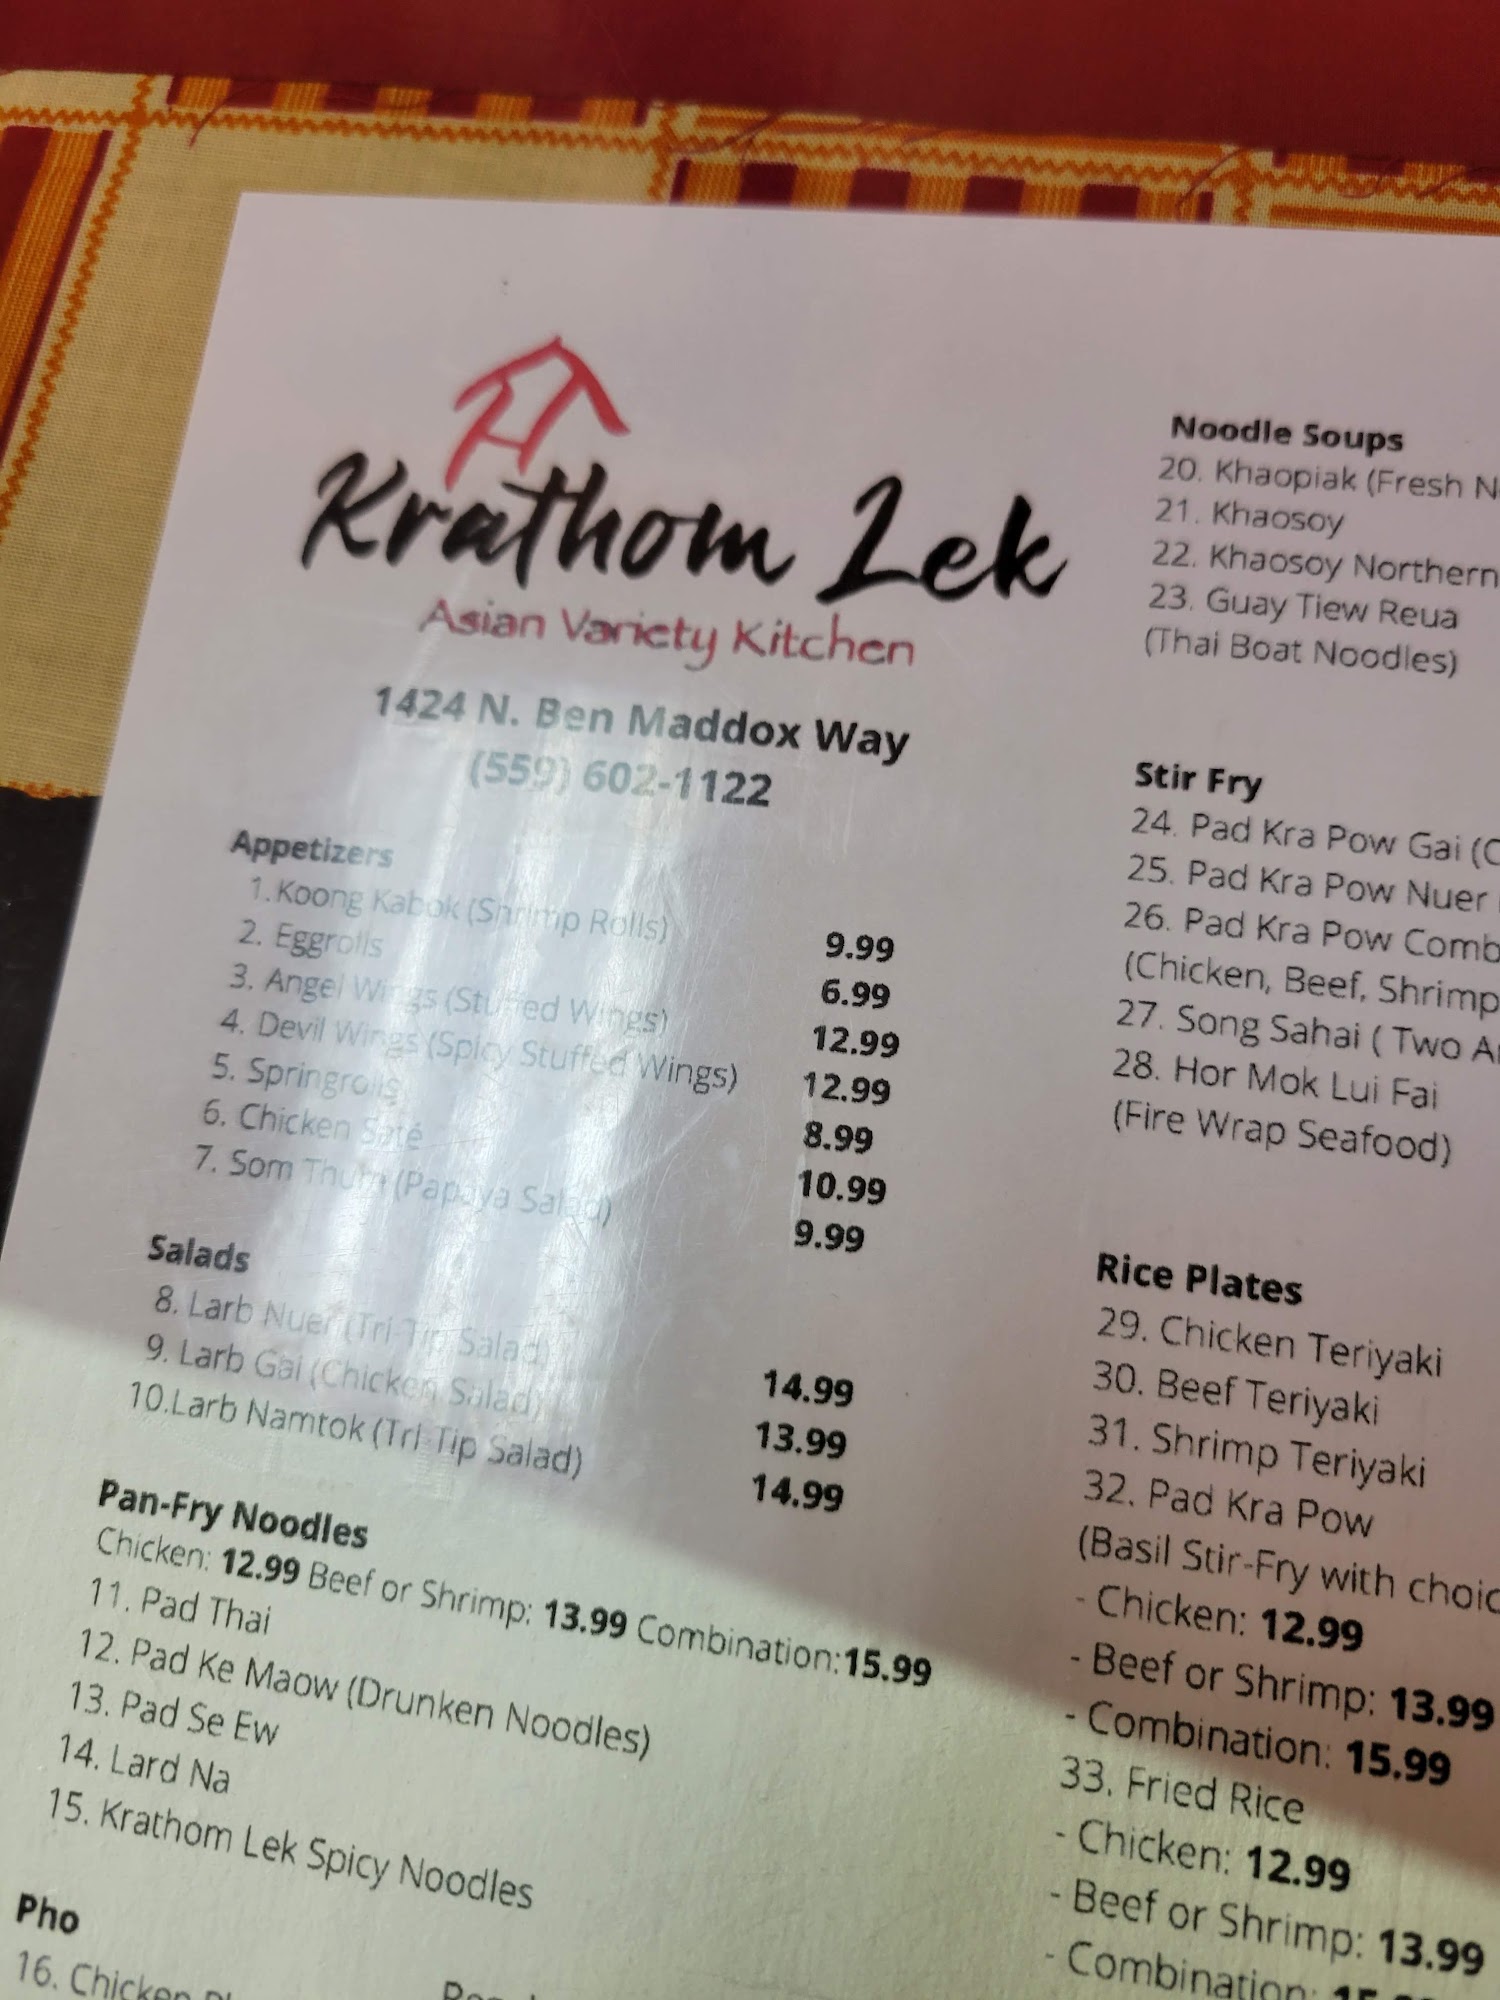 Krathom Lek
Asian Variety Kitchen
1424 N. Ben Maddox Way
(559) 602-1122
Appetizers
1. Koong Kabok (Shrimp Rolls) 9.99
2. Eggrolls 6.99
3. Angel Wings (Stuffed Wings) 12.99
4. Devil Wings (Spicy Stuffed Wings) 12.99
5. Springrolls 8.99
6. Chicken Saté 10.99
7. Som Thum (Papaya Salad) 9.99
Salads
8. Larb Nuer (Tri-Tip Salad) 14.99
9. Larb Gai (Chicken Salad) 13.99
10.Larb Namtok (Tri-Tip Salad) 14.99
Pan-Fry Noodles
Chicken: 12.99 Beef or Shrimp: 13.99 Combination:15.99
11. Pad Thai
12. Pad Ke Maow (Drunken Noodles)
13. Pad Se Ew
14. Lard Na
15. Krathom Lek Spicy Noodles
Pho
16. Chicken
Noodle Soups
20. Khaopiak (Fresh
21. Khaosoy
22. Khaosoy Northern
23. Guay Tiew Reua
(Thai Boat Noodles)
Stir Fry
24. Pad Kra Pow Gai (C
25. Pad Kra Pow Nuer
26. Pad Kra Pow Comb
(Chicken, Beef, Shrimp
27. Song Sahai ( Two
28. Hor Mok Lui Fai
(Fire Wrap Seafood)
Rice Plates
29. Chicken Teriyaki
30. Beef Teriyaki
31. Shrimp Teriyaki
32. Pad Kra Pow
(Basil Stir-Fry with choic
- Chicken: 12.99
- Beef or Shrimp: 13.99
- Combination: 15.99
33. Fried Rice
- Chicken: 12.99
- Beef or Shrimp: 13.99
- Combination: